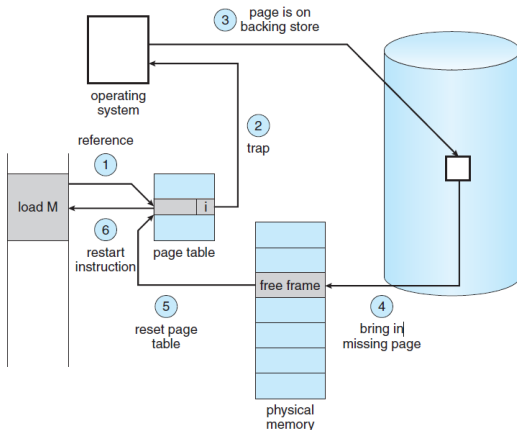 3
page is on
backing store
operating
system
2
trap
reference
1
load M
i
6
restart
instruction
page table
free frame
5
reset page
table
4
bring in
missing page
physical
memory